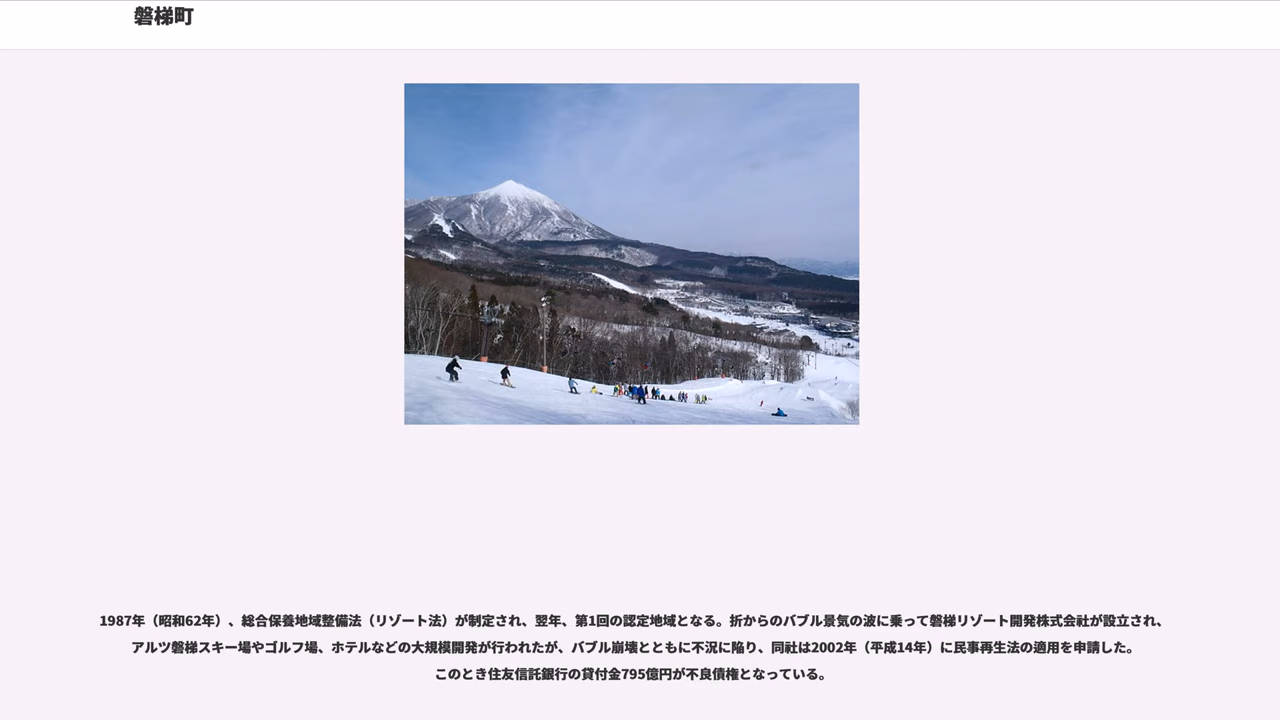 磐梯町
1987年（昭和62年）、総合保養地域整備法（リゾート法）が制定され、翌年、第1回の認定地域となる。折からのバブル景気の波に乗って磐梯リゾート開発株式会社が設立され、
アルツ磐梯スキー場やゴルフ場、ホテルなどの大規模開発が行われたが、バブル崩壊とともに不況に陥り、同社は2002年（平成14年）に民事再生法の適用を申請した。
このとき住友信託銀行の貸付金795億円が不良債権となっている。